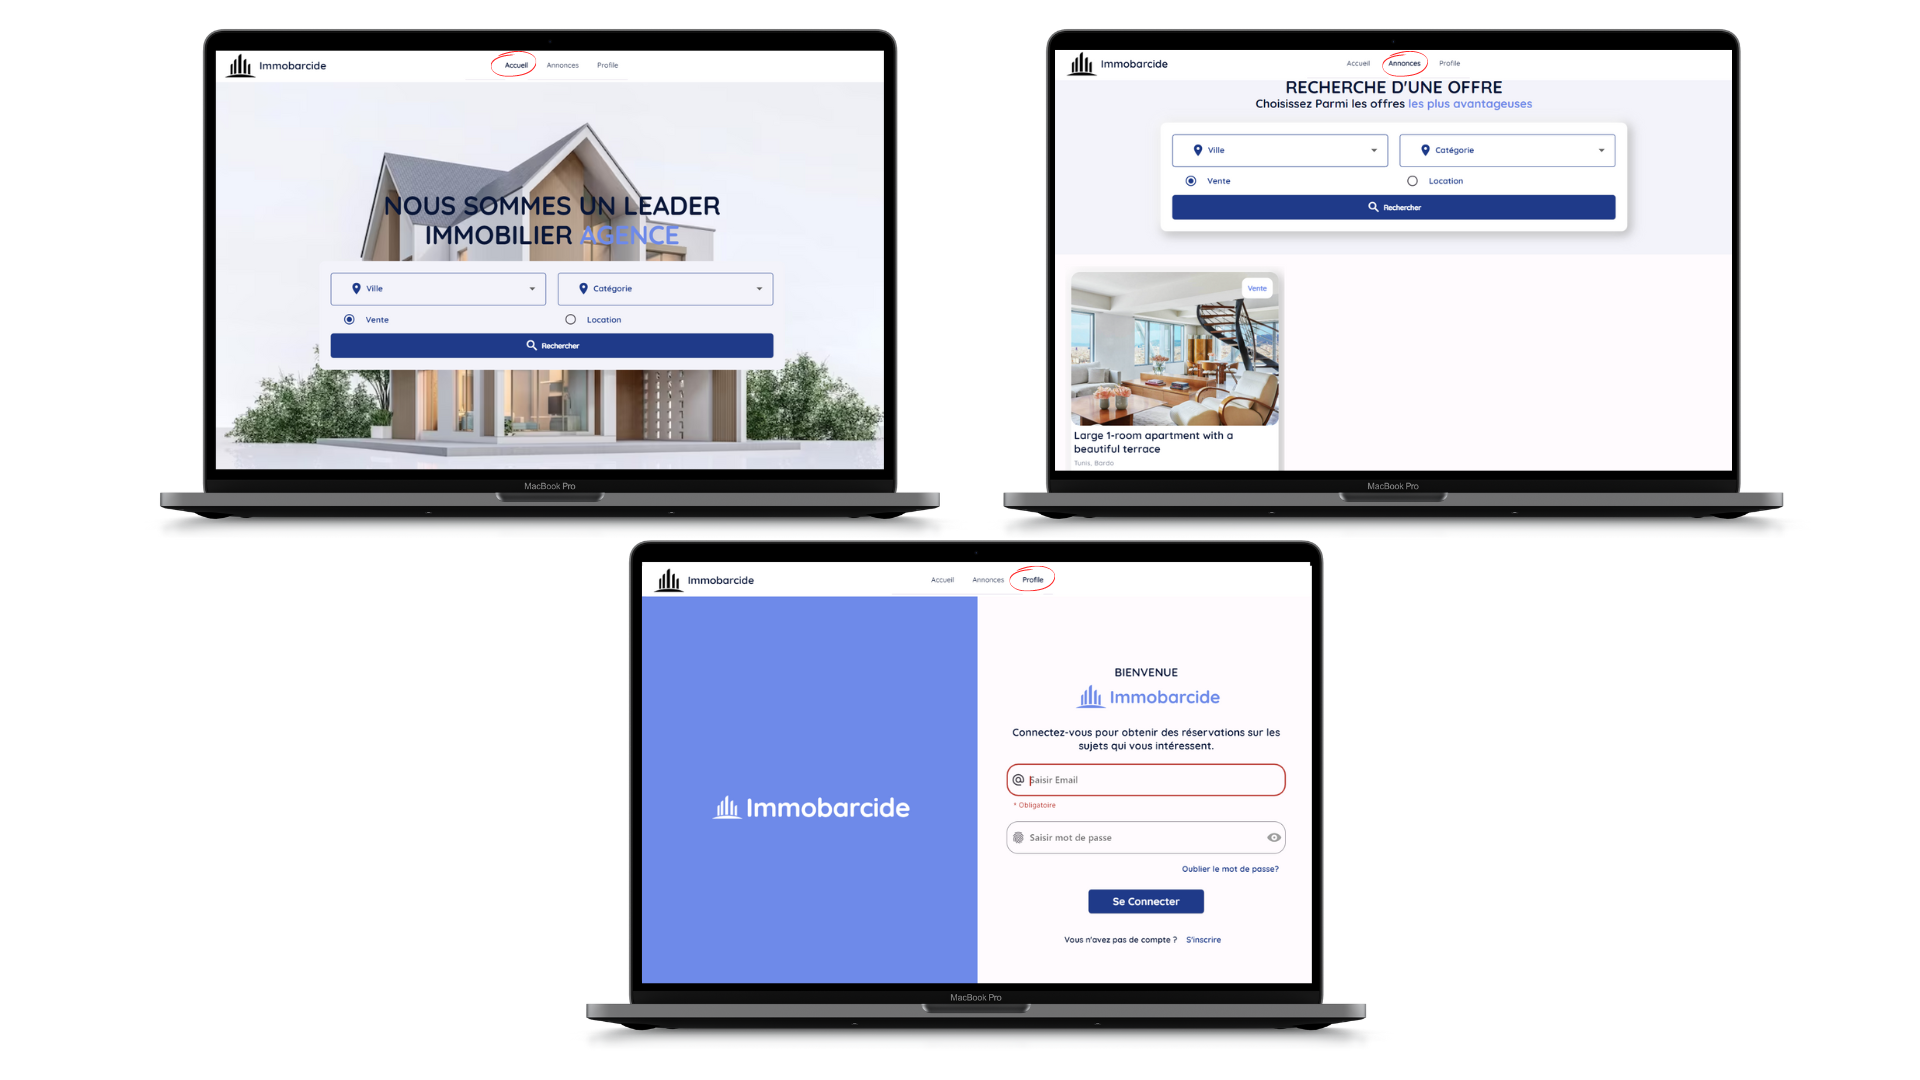 Immobarcide
Accueil Annonces Profile
NOUS SOMMES UN LEADER
IMMOBILIER AGENCE
Ville Catégorie
Vente Location
Rechercher
MacBook Pro
Immobarcide
Accueil Annonces Profile
RECHERCHE D'UNE OFFRE
Choisissez Parmi les offres les plus avantageuses
Ville Catégorie
Vente Location
Rechercher
Vente
Large 1-room apartment with a
beautiful terrace
Tunis, Bardo
MacBook Pro
Immobarcide
Accueil Annonces Profile
Immobarcide
BIENVENUE
Immobarcide
Connectez-vous pour obtenir des réservations sur les
sujets qui vous intéressent.
Saisir Email
* Obligatoire
Saisir mot de passe
Oublier le mot de passe?
Se Connecter
Vous n'avez pas de compte ? S'inscrire
MacBook Pro